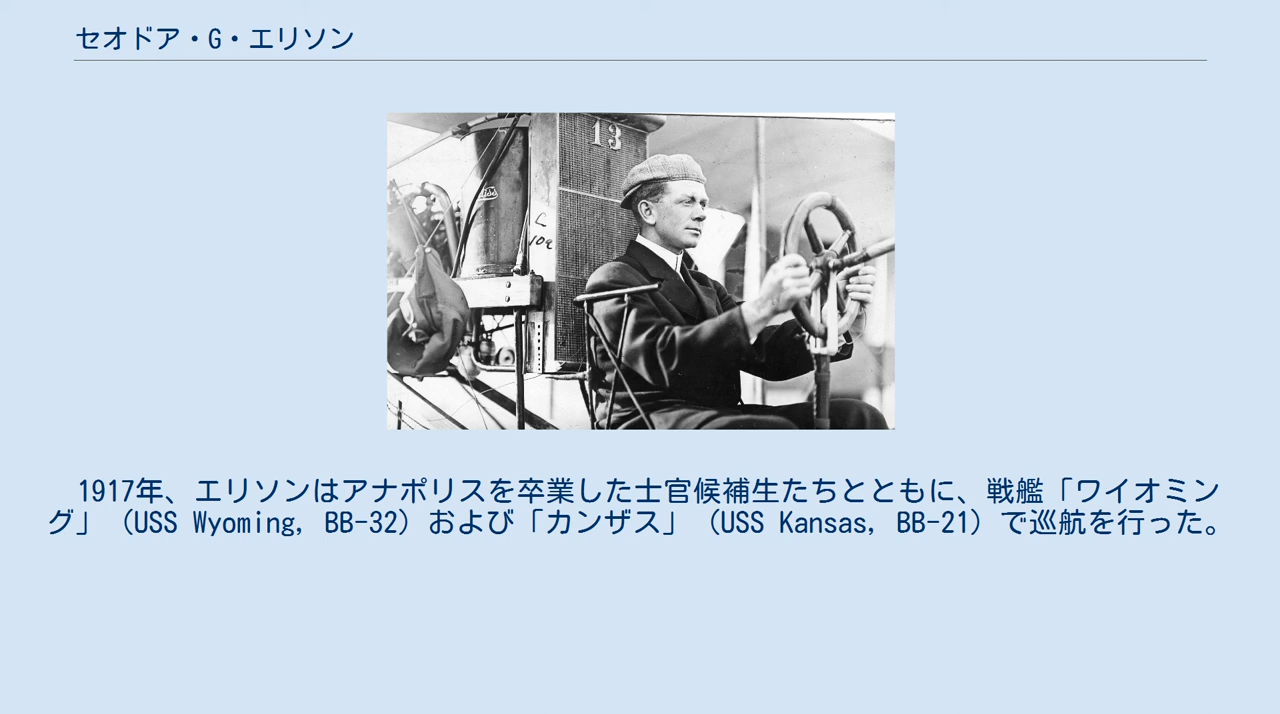 セオドア・G・エリソン
13
L
10a
1917年、エリソンはアナポリスを卒業した士官候補生たちとともに、戦艦「ワイオミン
グ」（USS Wyoming, BB-32）および「カンザス」（USS Kansas, BB-21）で巡航を行った。